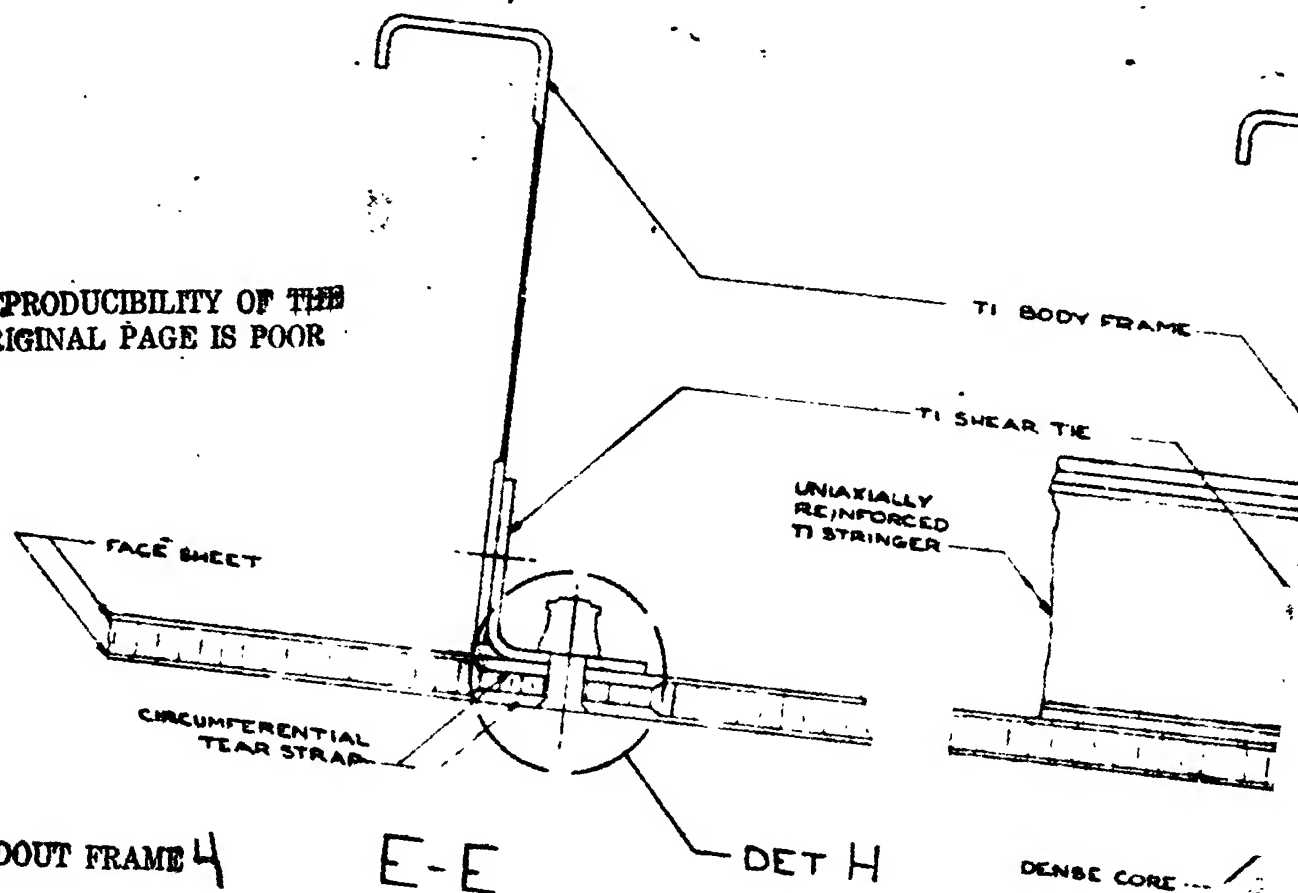 EPRODUCIBILITY OF THE
RIGINAL PAGE IS POOR
TI BODY FRAME
TI SHEAR TIE
UNIAXIALLY
REINFORCED
TI STRINGER
FACE SHEET
CIRCUMFERENTIAL
TEAR STRAP
DOUT FRAME 4
E-E
DET H
DENSE CORE